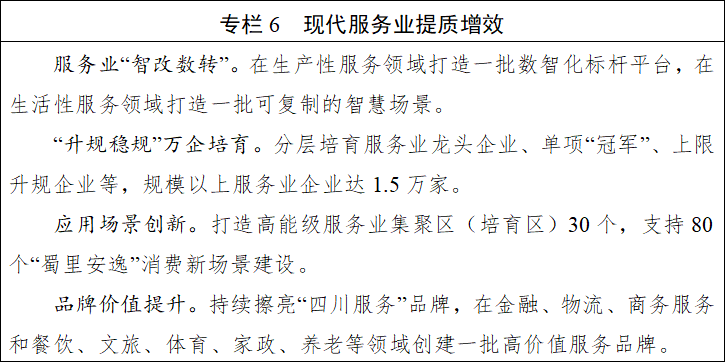 专栏 6　现代服务业提质增效
服务业“智改数转”。在生产性服务领域打造一批数智化标杆平台，在
生活性服务领域打造一批可复制的智慧场景。
“升规稳规”万企培育。分层培育服务业龙头企业、单项“冠军”、上限
升规企业等，规模以上服务业企业达 1.5 万家。
应用场景创新。打造高能级服务业集聚区（培育区）30 个，支持 80
个“蜀里安逸”消费新场景建设。
品牌价值提升。持续擦亮“四川服务”品牌，在金融、物流、商务服务
和餐饮、文旅、体育、家政、养老等领域创建一批高价值服务品牌。